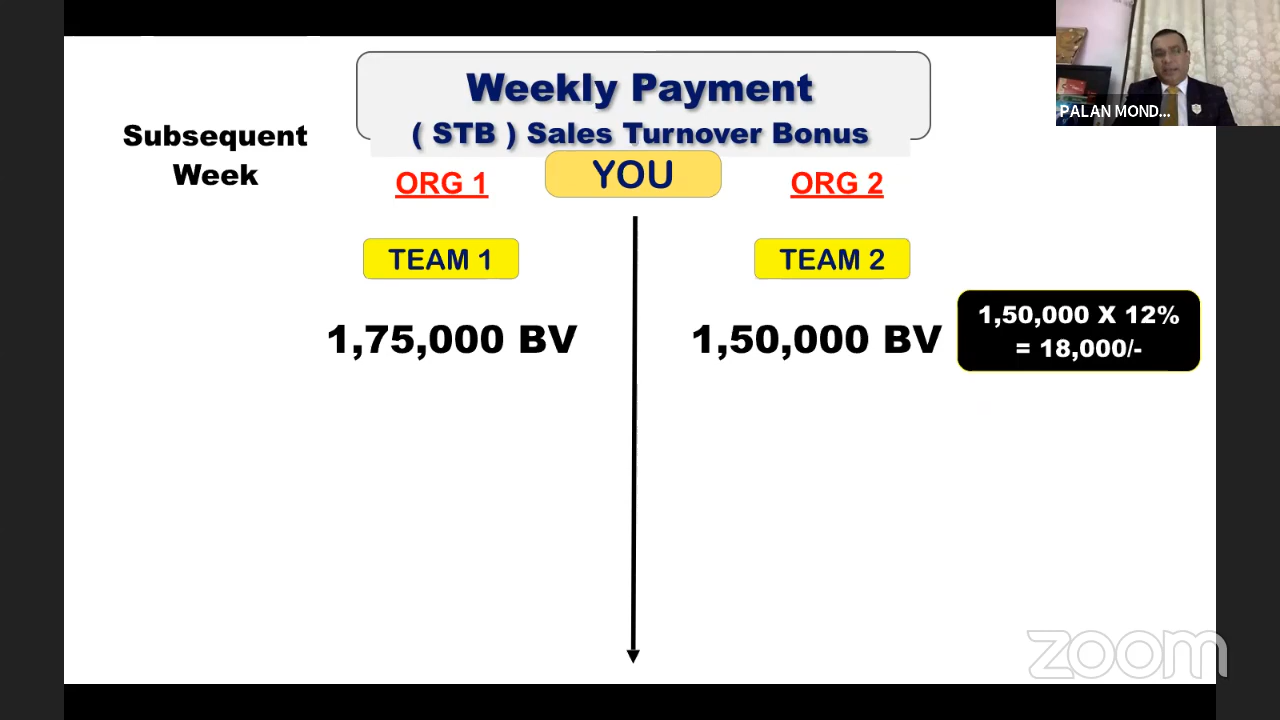 Weekly Payment
( STB ) Sales Turnover Bonus
Subsequent
Week
ORG 1
YOU
ORG 2
TEAM 1
TEAM 2
1,75,000 BV
1,50,000 BV
1,50,000 X 12%
= 18,000/-
PALAN MOND...
zoom